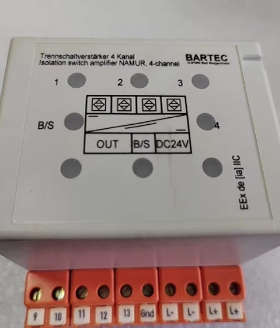 Trennschaltverstärker 4 Kanal
Isolation switch amplifier NAMUR, 4-channel
BARTEC
1 2 3
B/S 4
OUT B/S DC24V
EEx de [ia] IIC
9 10 11 12 13 Gnd L- L- L+ L+